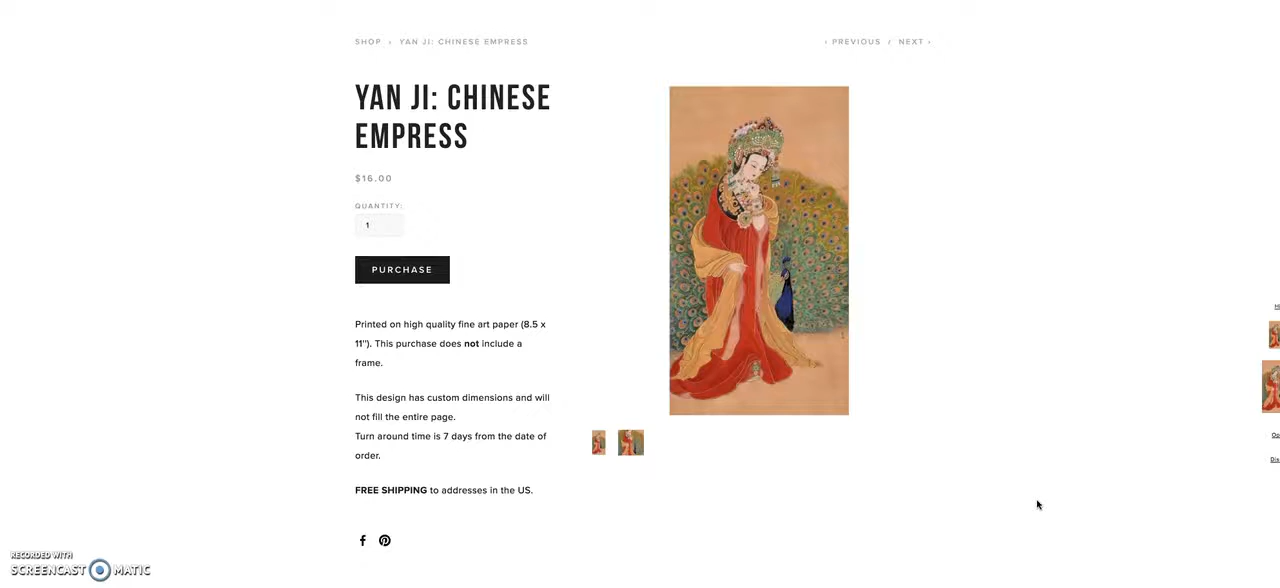 SHOP › YAN JI: CHINESE EMPRESS
‹ PREVIOUS / NEXT ›
YAN JI: CHINESE
EMPRESS
$16.00
QUANTITY:
1
PURCHASE
Printed on high quality fine art paper (8.5 x
11"). This purchase does not include a
frame.
This design has custom dimensions and will
not fill the entire page.
Turn around time is 7 days from the date of
order.
FREE SHIPPING to addresses in the US.
RECORDED WITH
SCREENCAST MATIC